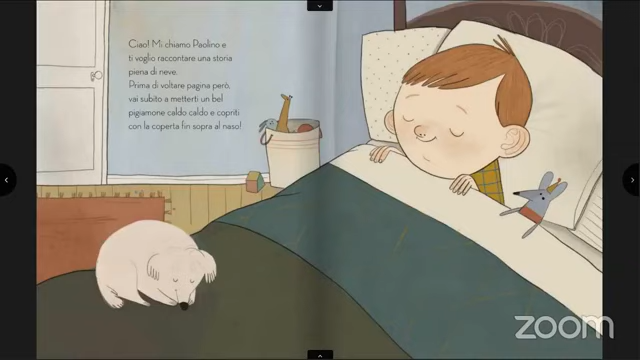 Ciao! Mi chiamo Paolino e
ti voglio raccontare una storia
piena di neve.
Prima di voltare pagina però,
vai subito a metterti un bel
pigiamone caldo caldo e copriti
con la coperta fin sopra al naso!
zoom